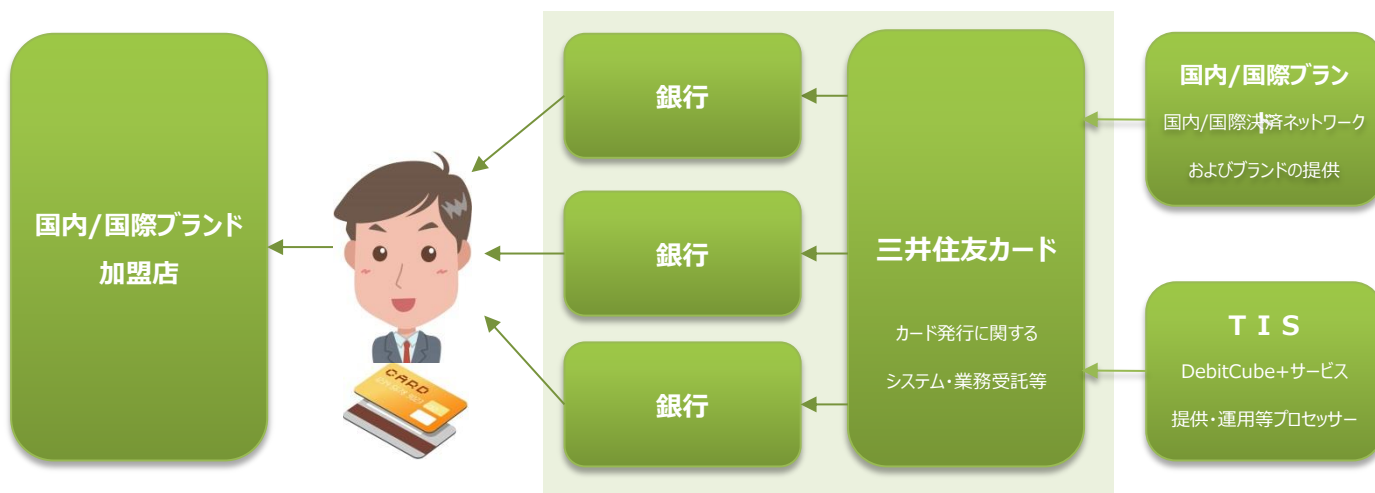 国内/国際ブランド
加盟店
CARD
銀行
銀行
銀行
三井住友カード
カード発行に関する
システム・業務受託等
国内/国際ブランド
国内/国際決済ネットワーク
およびブランドの提供
ＴＩＳ
DebitCube+サービス
提供・運用等プロセッサー